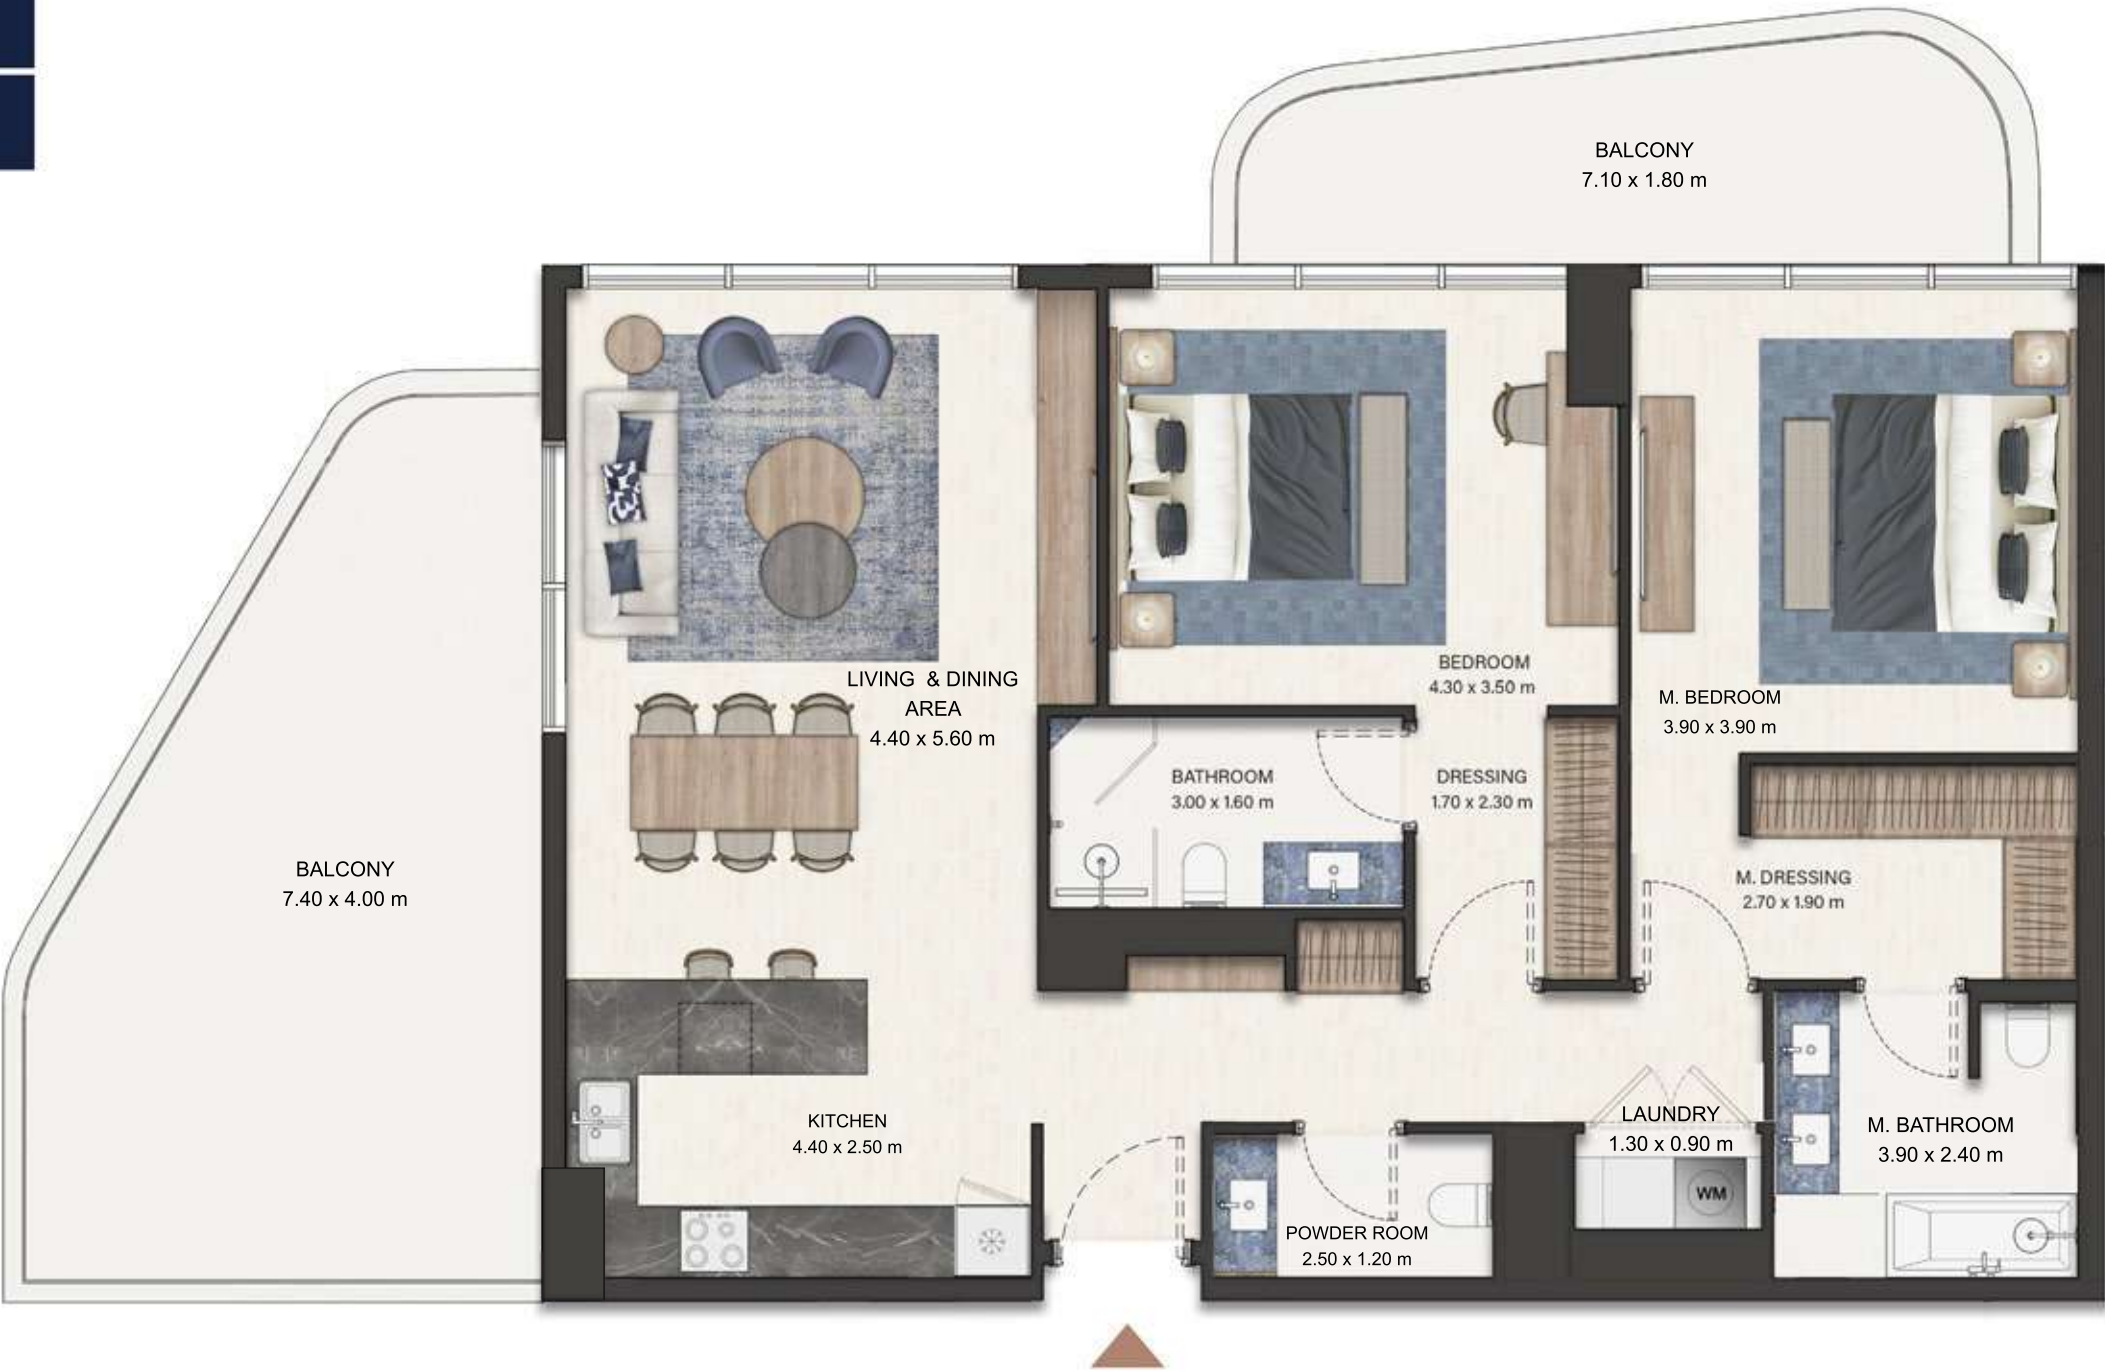 BALCONY
7.10 x 1.80 m
LIVING & DINING
AREA
4.40 x 5.60 m
BEDROOM
4.30 x 3.50 m
M. BEDROOM
3.90 x 3.90 m
BATHROOM
3.00 x 1.60 m
DRESSING
1.70 x 2.30 m
BALCONY
7.40 x 4.00 m
M. DRESSING
2.70 x 1.90 m
KITCHEN
4.40 x 2.50 m
LAUNDRY
1.30 x 0.90 m
WM
M. BATHROOM
3.90 x 2.40 m
POWDER ROOM
2.50 x 1.20 m